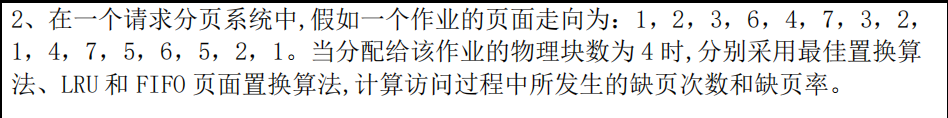 2、在一个请求分页系统中,假如一个作业的页面走向为：1，2，3，6，4，7，3，2，
1，4，7，5，6，5，2，1。当分配给该作业的物理块数为4时,分别采用最佳置换算
法、LRU和FIFO页面置换算法,计算访问过程中所发生的缺页次数和缺页率。